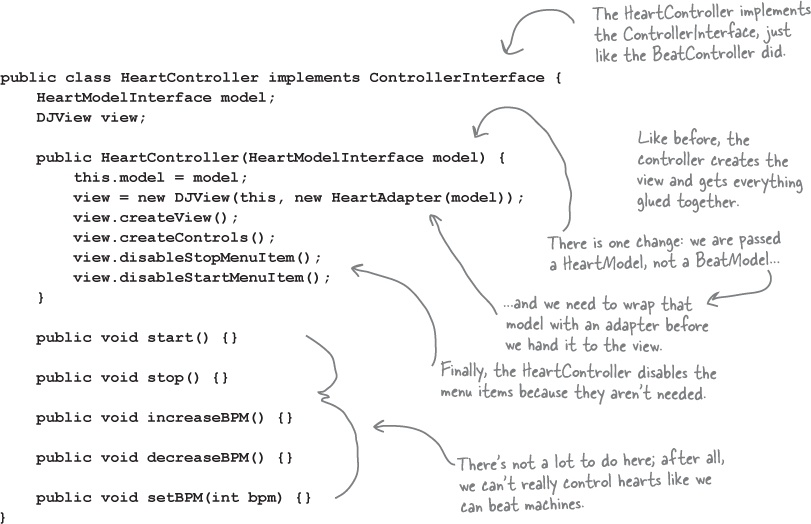 The HeartController implements
the ControllerInterface, just
like the BeatController did.
public class HeartController implements ControllerInterface {
HeartModelInterface model;
DJView view;
public HeartController(HeartModelInterface model) {
this.model = model;
view = new DJView(this, new HeartAdapter(model));
view.createView();
view.createControls();
view.disableStopMenuItem();
view.disableStartMenuItem();
}
Like before, the
controller creates the
view and gets everything
glued together.
There is one change: we are passed
a HeartModel, not a BeatModel...
...and we need to wrap that
model with an adapter before
we hand it to the view.
Finally, the HeartController disables the
menu items because they aren't needed.
public void start() {}
public void stop() {}
public void increaseBPM() {}
public void decreaseBPM() {}
public void setBPM(int bpm) {}
}
There's not a lot to do here; after all,
we can't really control hearts like we
can beat machines.